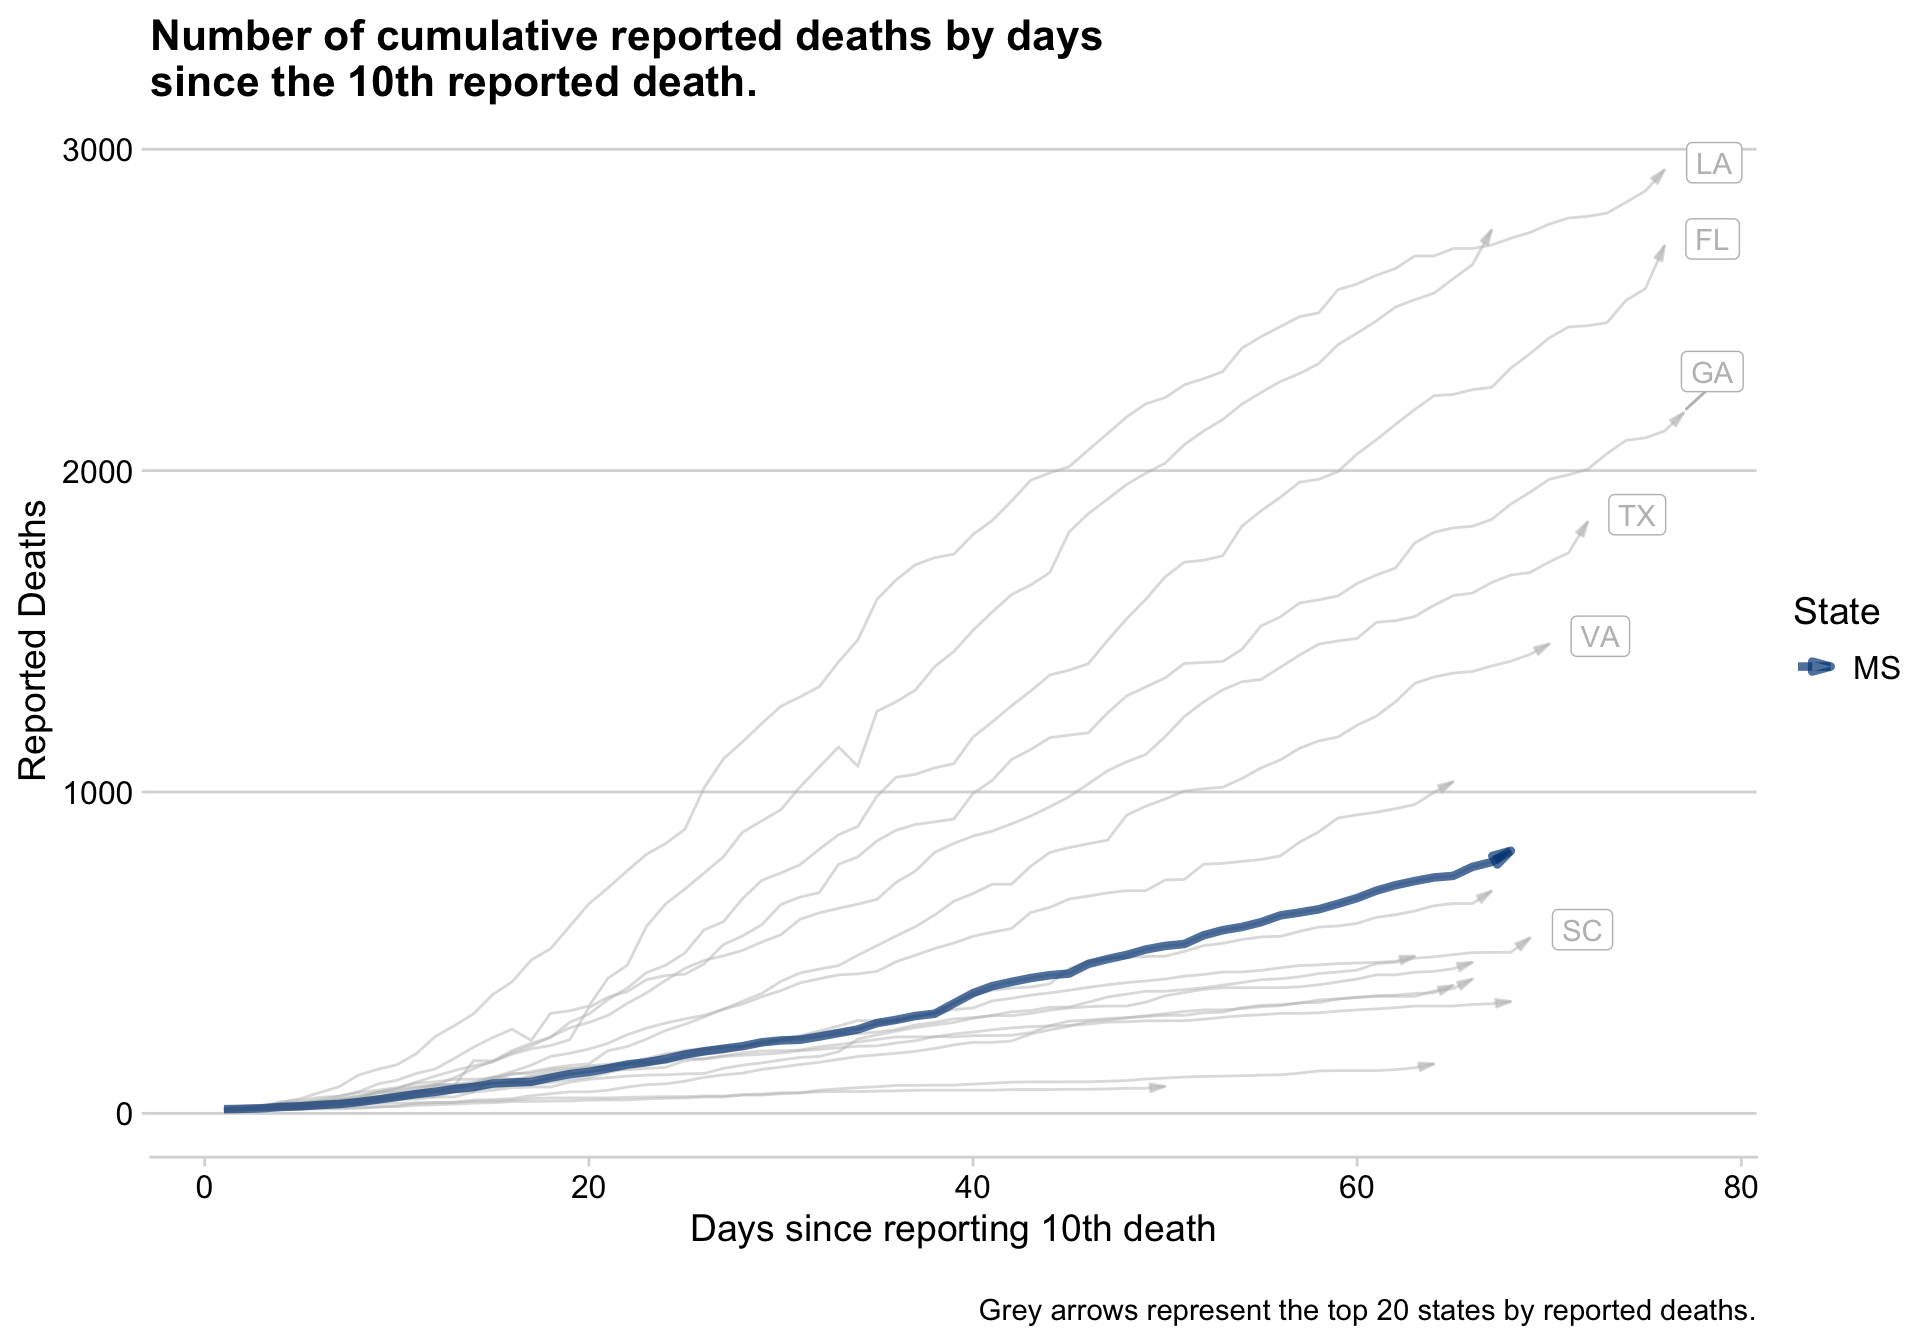 Number of cumulative reported deaths by days
since the 10th reported death.
3000
2000
1000
0
Reported Deaths
LA
FL
GA
TX
VA
SC
State
MS
0
20
40
60
80
Days since reporting 10th death
Grey arrows represent the top 20 states by reported deaths.